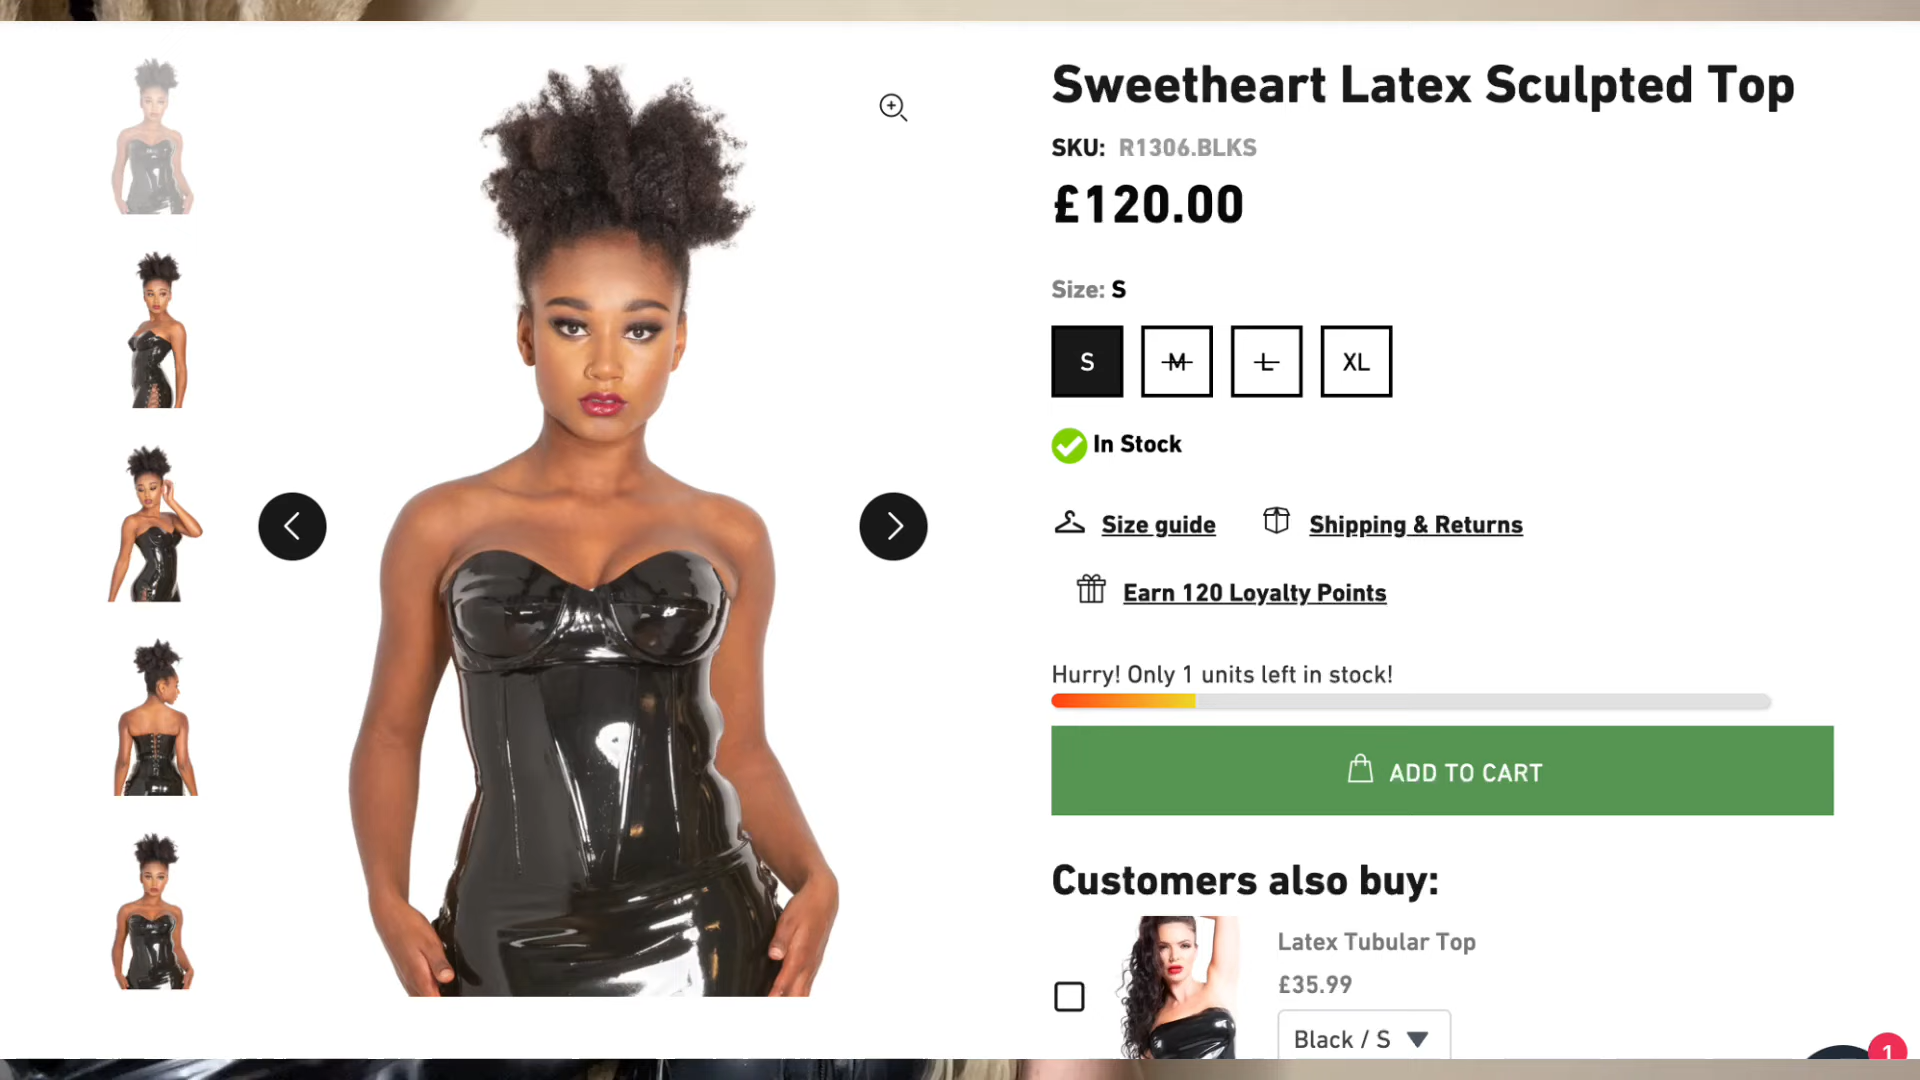 Sweetheart Latex Sculpted Top
SKU: R1306.BLKS
£120.00
Size: S
S M L XL
In Stock
Size guide Shipping & Returns
Earn 120 Loyalty Points
Hurry! Only 1 units left in stock!
ADD TO CART
Customers also buy:
Latex Tubular Top
£35.99
Black / S
1